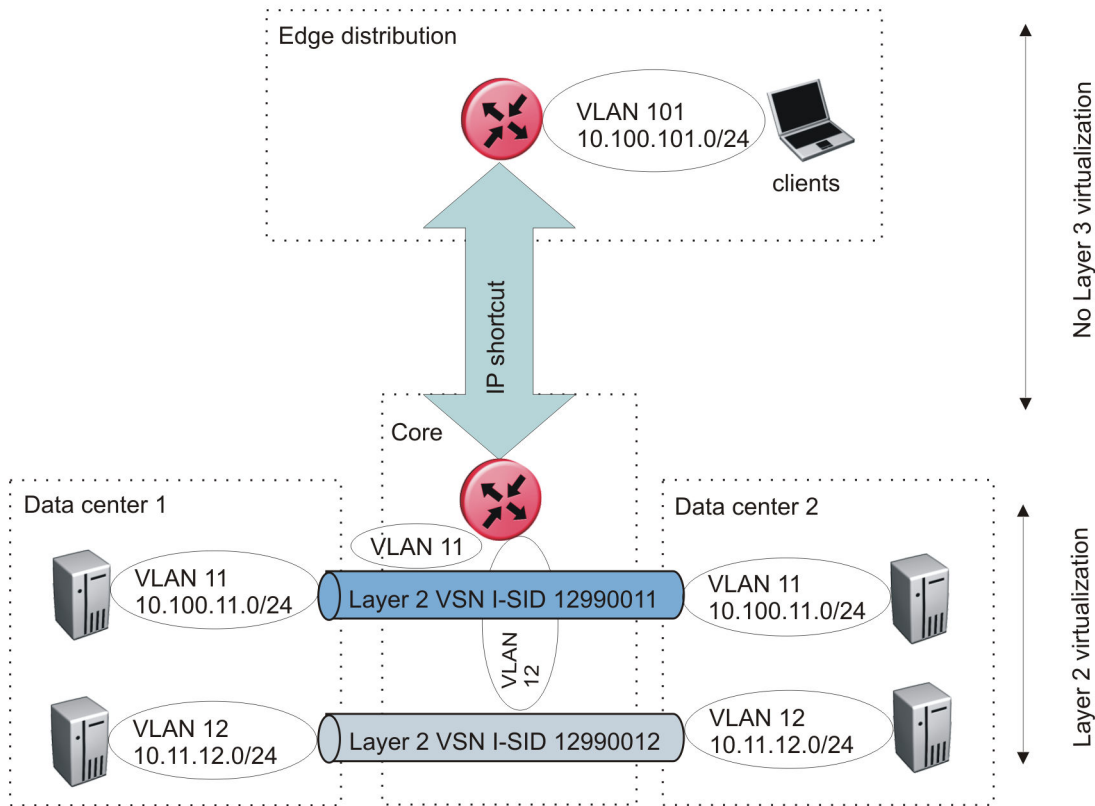 Edge distribution
VLAN 101
10.100.101.0/24
clients
No Layer 3 virtualization
IP shortcut
Core
Data center 1
Data center 2
VLAN 11
VLAN 11
10.100.11.0/24
Layer 2 VSN I-SID 12990011
VLAN 11
10.100.11.0/24
VLAN
12
VLAN 12
10.11.12.0/24
Layer 2 VSN I-SID 12990012
VLAN 12
10.11.12.0/24
Layer 2 virtualization